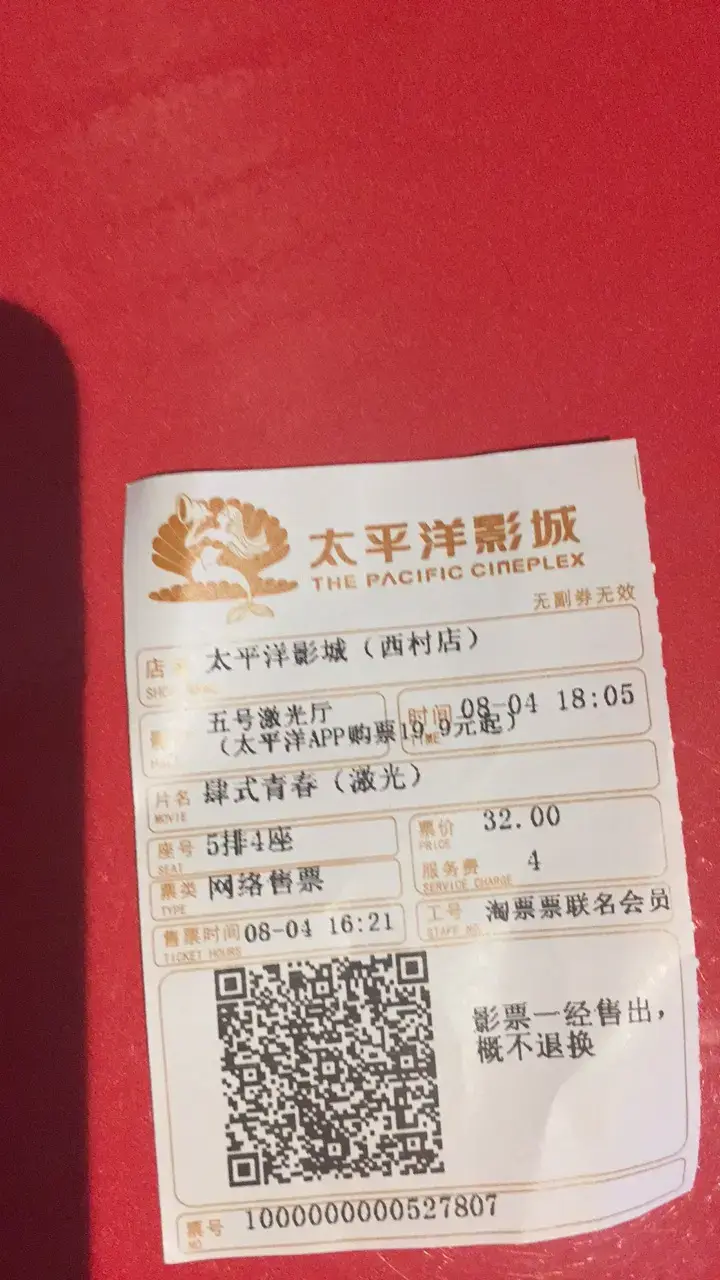 太平洋影城
THE PACIFIC CINEPLEX
无副券无效
店
太平洋影城（西村店）
五号激光厅
时间 08-04 18:05
TIME
（太平洋APP购票19.9元起）
片名 肆式青春（激光）
MOVIE
座号 5排4座
SEAT
票价 32.00
PRICE
票类 网络售票
TYPE
服务费 4
SERVICE CHARGE
售票时间 08-04 16:21
TICKET HOURS
工号 淘票票联名会员
STAFF NO.
影票一经售出，
概不退换
票号 1000000000527807
NO